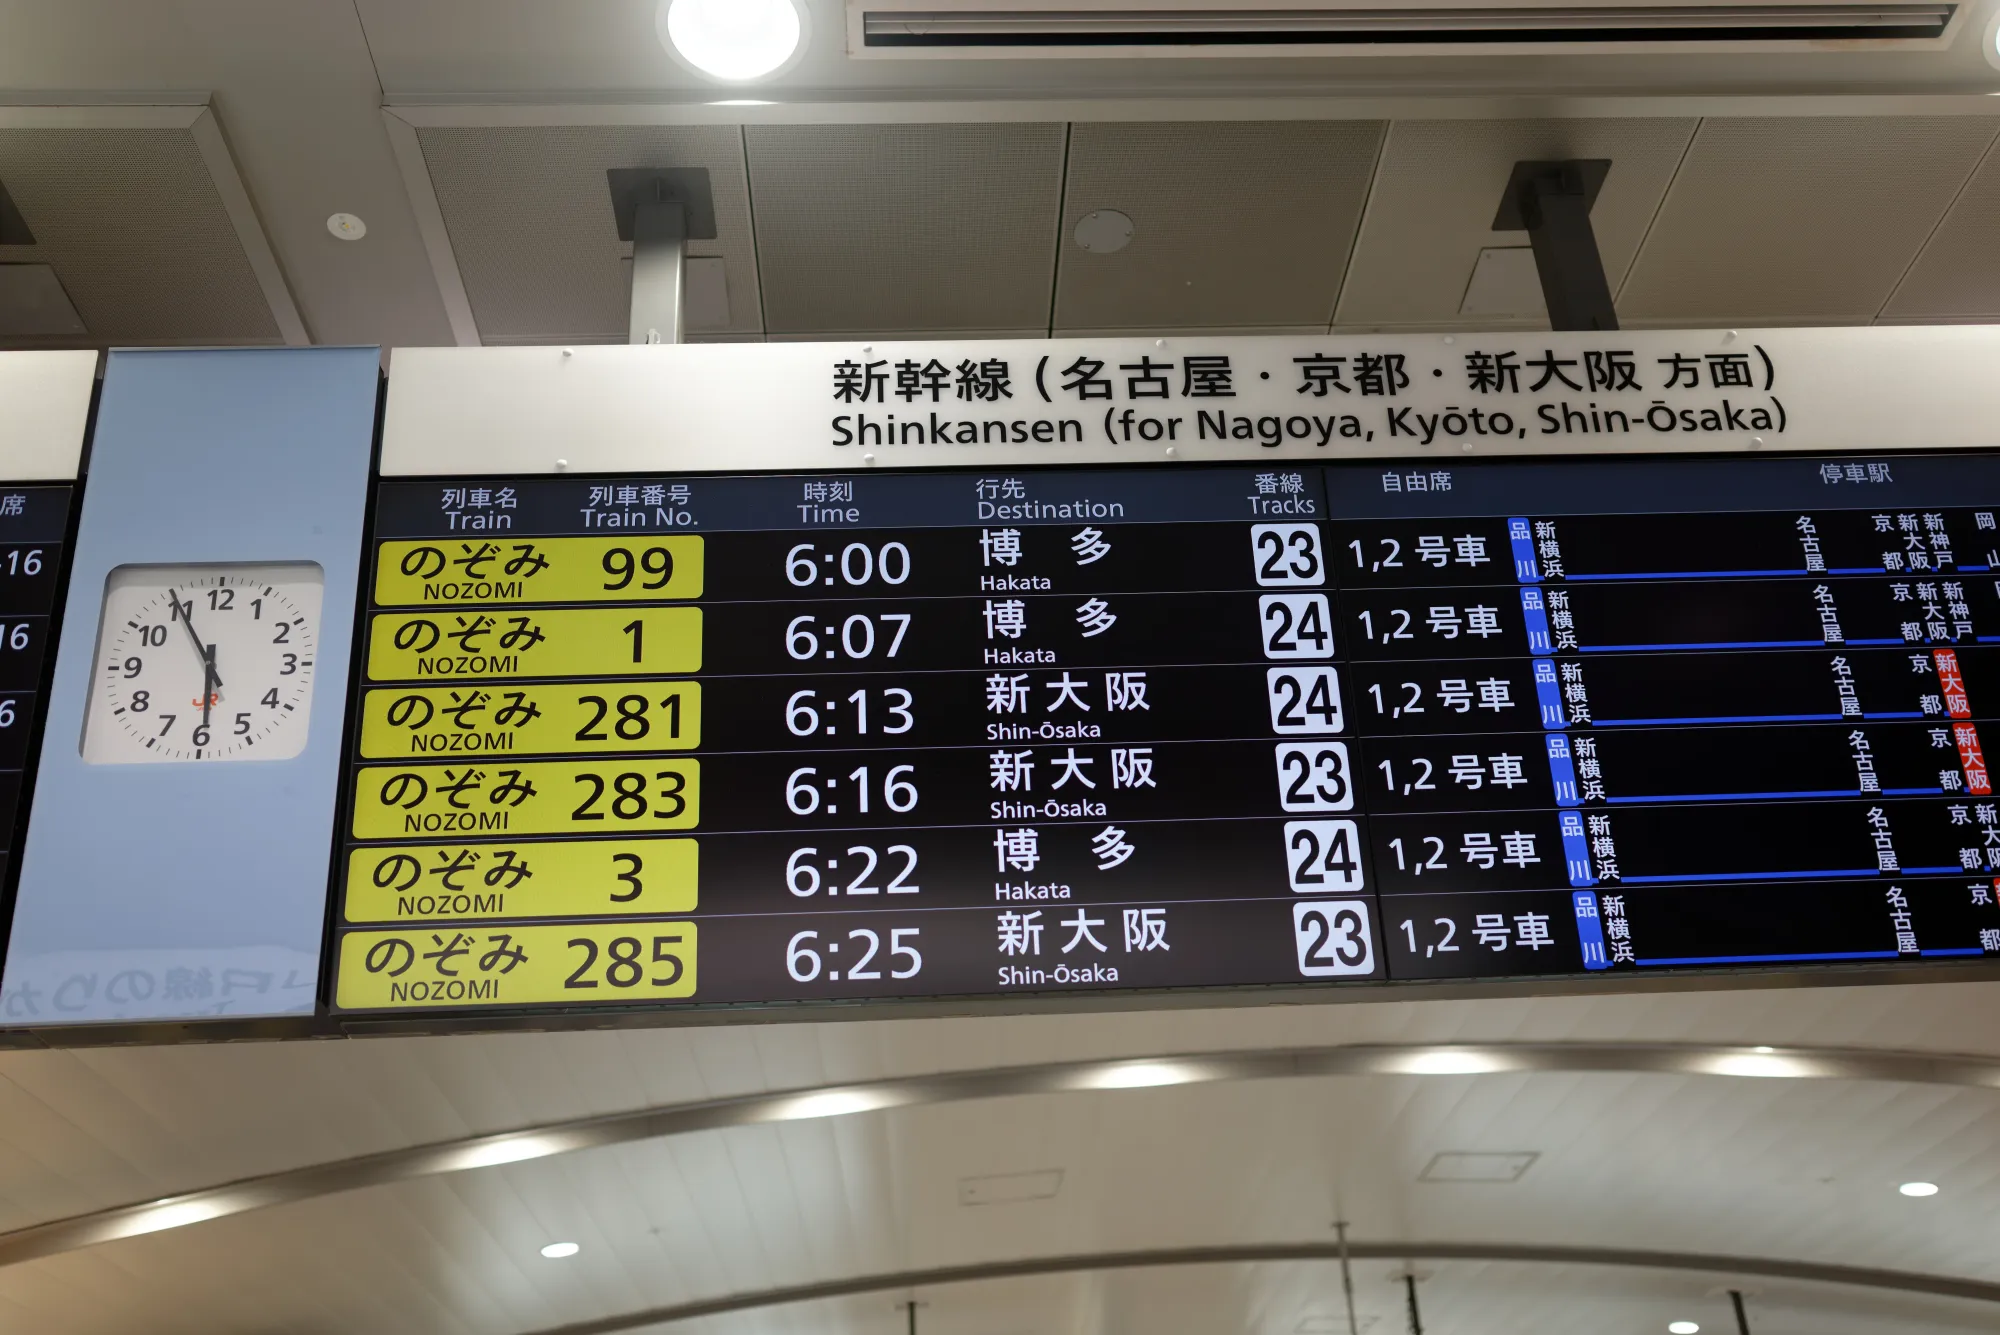 新幹線（名古屋・京都・新大阪 方面）
Shinkansen (for Nagoya, Kyōto, Shin-Ōsaka)
列車名 列車番号 時刻 行先 番線 自由席 停車駅
Train Train No. Time Destination Tracks
のぞみ 99 6:00 博多 23 1,2 号車 品川 新横浜 名古屋 京都 新大阪 新神戸 岡山
NOZOMI Hakata
のぞみ 1 6:07 博多 24 1,2 号車 品川 新横浜 名古屋 京都 新大阪 新神戸
NOZOMI Hakata
のぞみ 281 6:13 新大阪 24 1,2 号車 品川 新横浜 名古屋 京都 新大阪
NOZOMI Shin-Ōsaka
のぞみ 283 6:16 新大阪 23 1,2 号車 品川 新横浜 名古屋 京都 新大阪
NOZOMI Shin-Ōsaka
のぞみ 3 6:22 博多 24 1,2 号車 品川 新横浜 名古屋 京都 新大阪
NOZOMI Hakata
のぞみ 285 6:25 新大阪 23 1,2 号車 品川 新横浜 名古屋 京都
NOZOMI Shin-Ōsaka
席
-16
16
6
12 1 2 3 4 5 6 7 8 9 10 11
JR